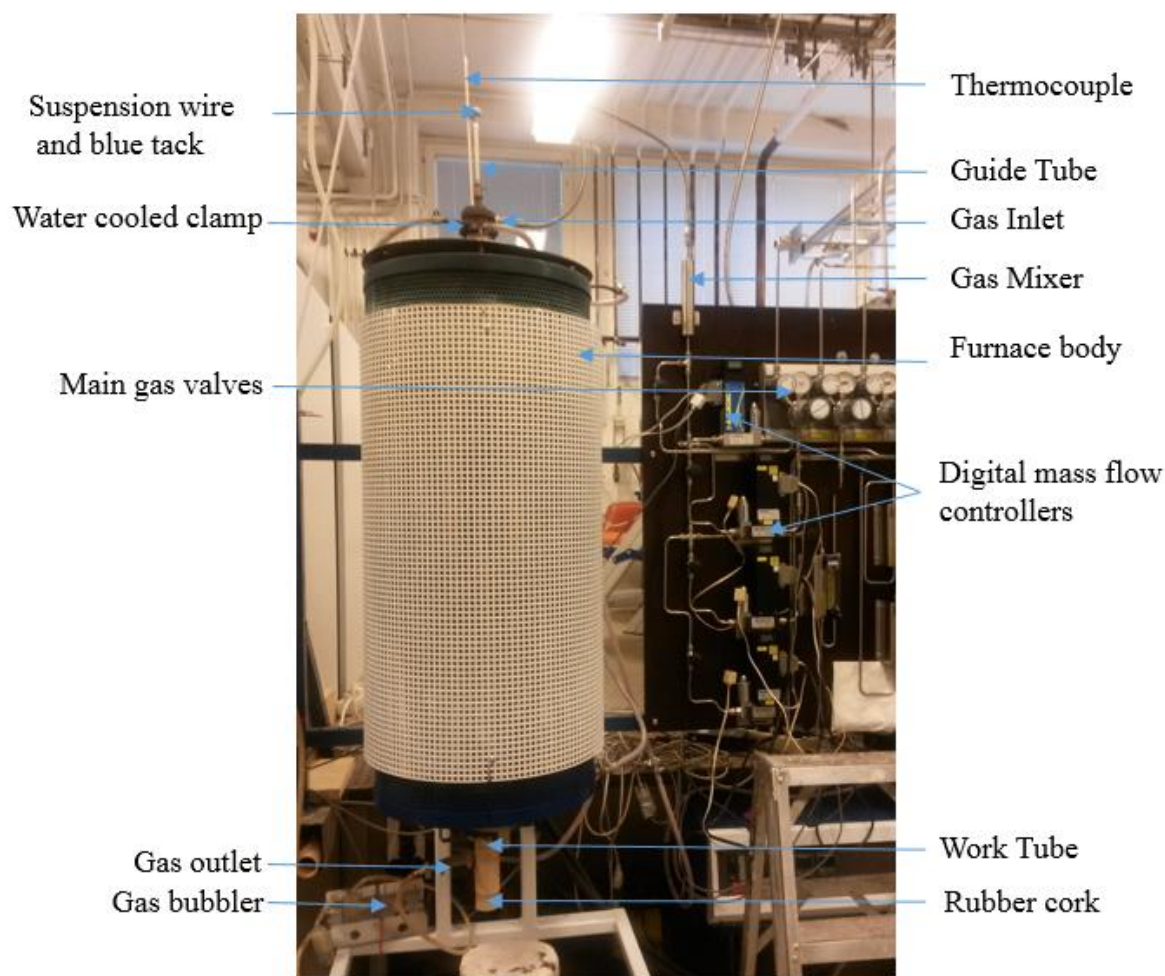 Thermocouple
Suspension wire
and blue tack
Guide Tube
Water cooled clamp
Gas Inlet
Gas Mixer
Furnace body
Main gas valves
Digital mass flow
controllers
Work Tube
Gas outlet
Gas bubbler
Rubber cork